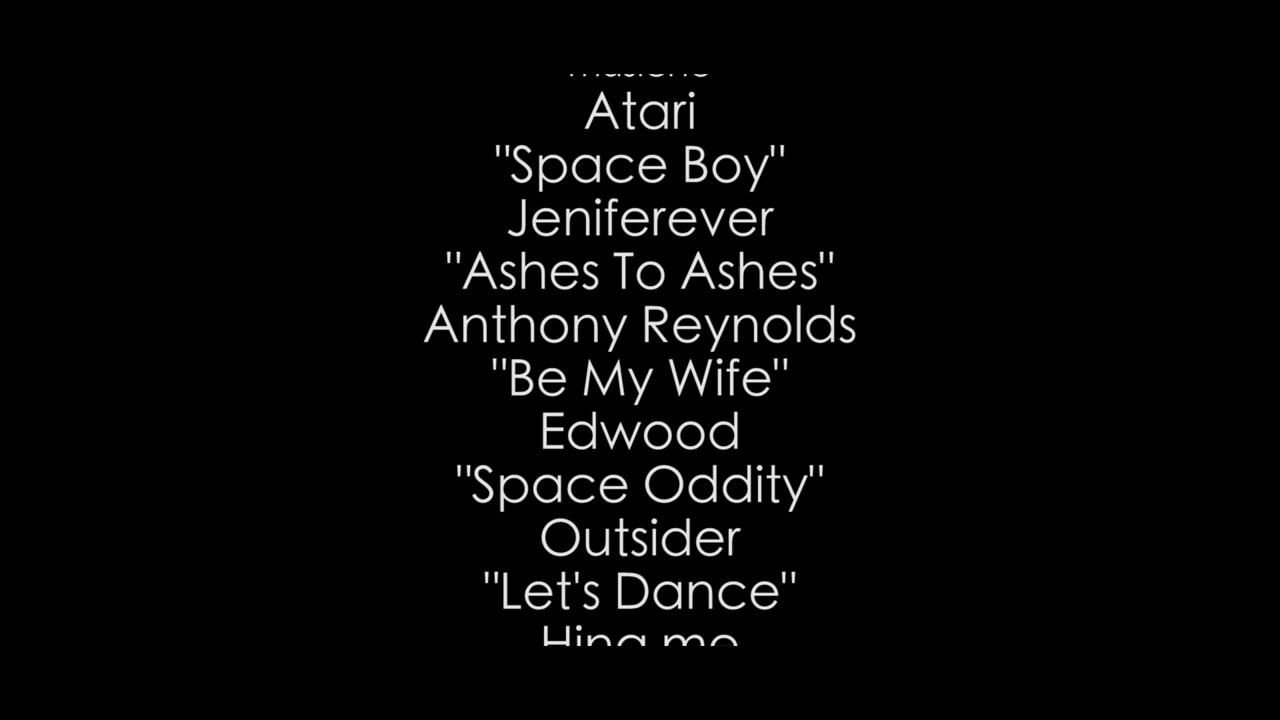 Atari
"Space Boy"
Jeniferever
"Ashes To Ashes"
Anthony Reynolds
"Be My Wife"
Edwood
"Space Oddity"
Outsider
"Let's Dance"